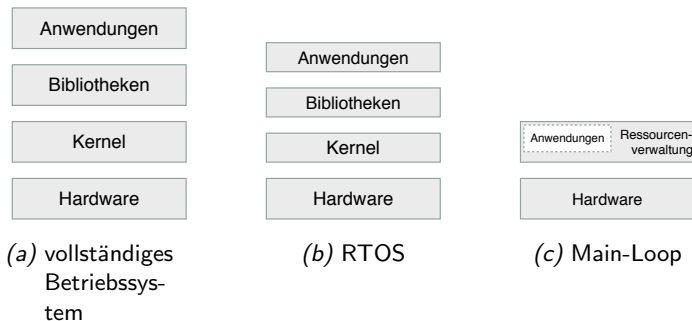 Anwendungen
Bibliotheken
Kernel
Hardware
(a) vollständiges
Betriebssys-
tem
Anwendungen
Bibliotheken
Kernel
Hardware
(b) RTOS
Anwendungen
Ressourcen-
verwaltung
Hardware
(c) Main-Loop